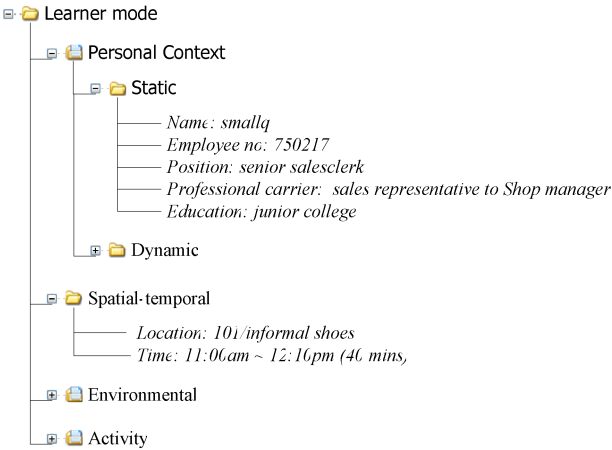 Learner mode
Personal Context
Static
Name: smallq
Employee no: 750217
Position: senior salesclerk
Professional carrier: sales representative to Shop manager
Education: junior college
Dynamic
Spatial-temporal
Location: 101/informal shoes
Time: 11:00am ~ 12:10pm (40 mins)
Environmental
Activity